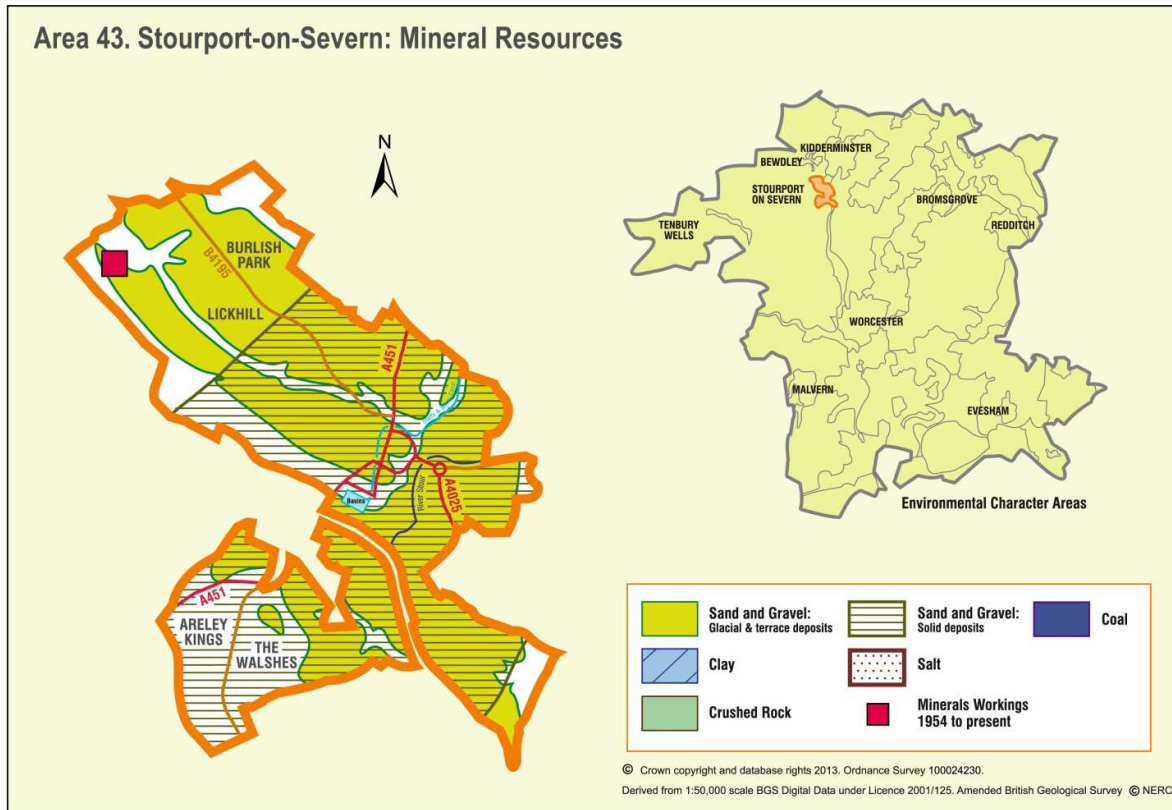 Area 43. Stourport-on-Severn: Mineral Resources
N
BURLISH
PARK
B4195
LICKHILL
A451
Basins
River Stour
A4025
A451
ARELEY
KINGS
THE
WALSHES
KIDDERMINSTER
BEWDLEY
STOURPORT
ON SEVERN
BROMSGROVE
TENBURY
WELLS
REDDITCH
WORCESTER
MALVERN
EVESHAM
Environmental Character Areas
Sand and Gravel:
Glacial & terrace deposits
Sand and Gravel:
Solid deposits
Coal
Clay
Salt
Crushed Rock
Minerals Workings
1954 to present
© Crown copyright and database rights 2013. Ordnance Survey 100024230.
Derived from 1:50,000 scale BGS Digital Data under Licence 2001/125. Amended British Geological Survey © NERC